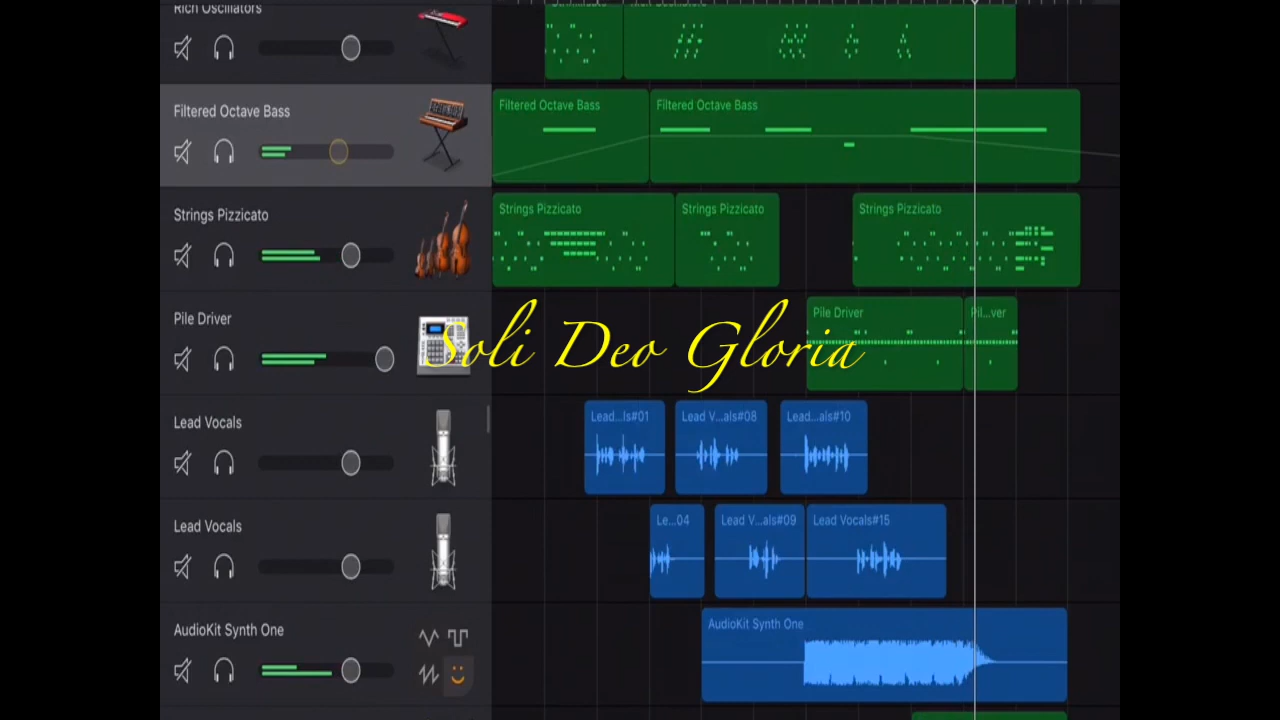 Rich Oscillators
Filtered Octave Bass
Filtered Octave Bass
Filtered Octave Bass
Strings Pizzicato
Strings Pizzicato
Strings Pizzicato
Strings Pizzicato
Pile Driver
Pile Driver
Pil...ver
Soli Deo Gloria
Lead Vocals
Lead...ls#01
Lead V...als#08
Lead...als#10
Lead Vocals
Le...04
Lead V...als#09
Lead Vocals#15
AudioKit Synth One
AudioKit Synth One